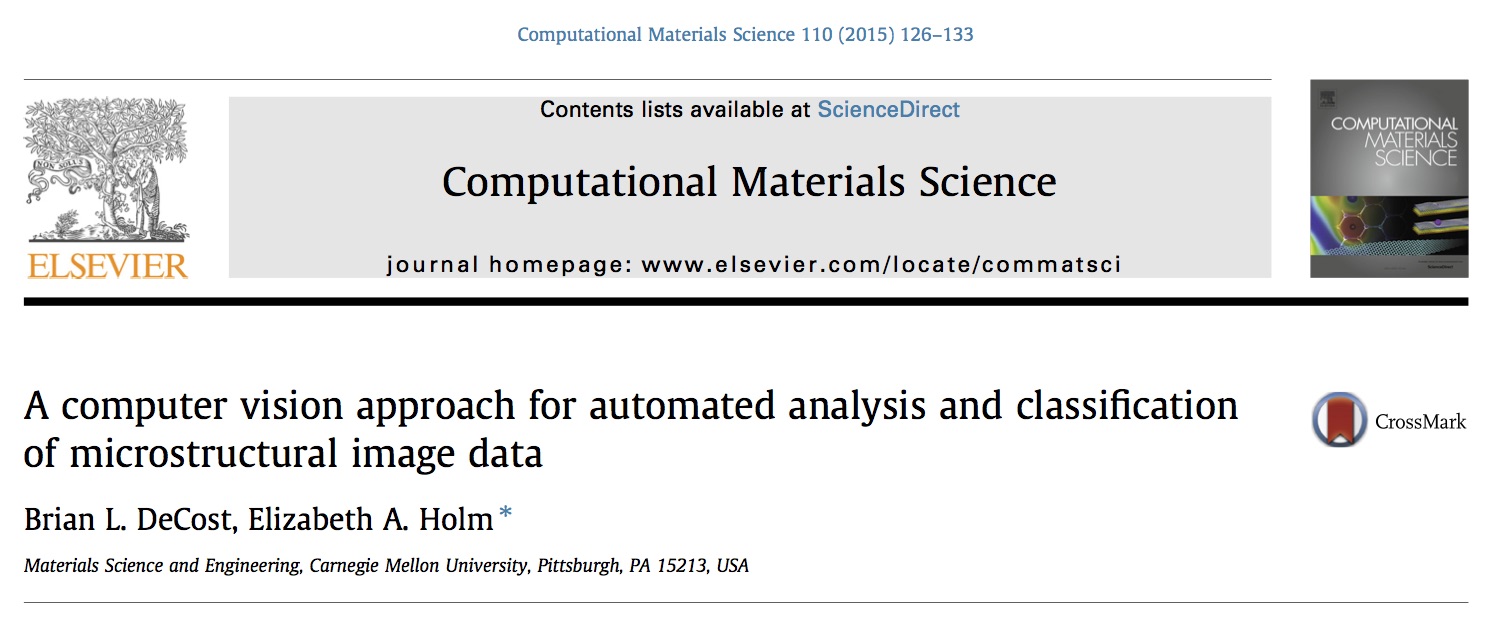 Computational Materials Science 110 (2015) 126–133
Contents lists available at ScienceDirect
Computational Materials Science
journal homepage: www.elsevier.com/locate/commatsci
NON SOLUS
ELSEVIER
COMPUTATIONAL
MATERIALS
SCIENCE
A computer vision approach for automated analysis and classification
of microstructural image data
CrossMark
Brian L. DeCost, Elizabeth A. Holm *
Materials Science and Engineering, Carnegie Mellon University, Pittsburgh, PA 15213, USA